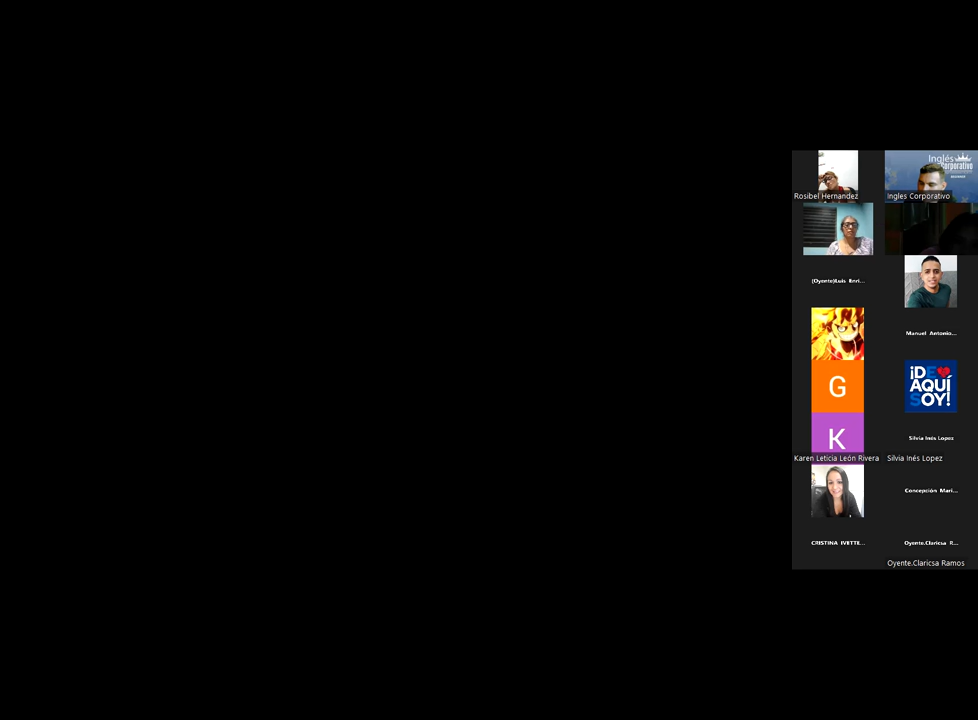 Inglés
Corporativo
Rosibel Hernandez
Ingles Corporativo
(Oyente)Luis Enri...
Manuel Antonio...
G
¡DE
AQUÍ
SOY!
K
Silvia Inés Lopez
Karen Leticia León Rivera
Silvia Inés Lopez
Concepción Mari...
CRISTINA IVETTE...
Oyente.Claricsa R...
Oyente.Claricsa Ramos